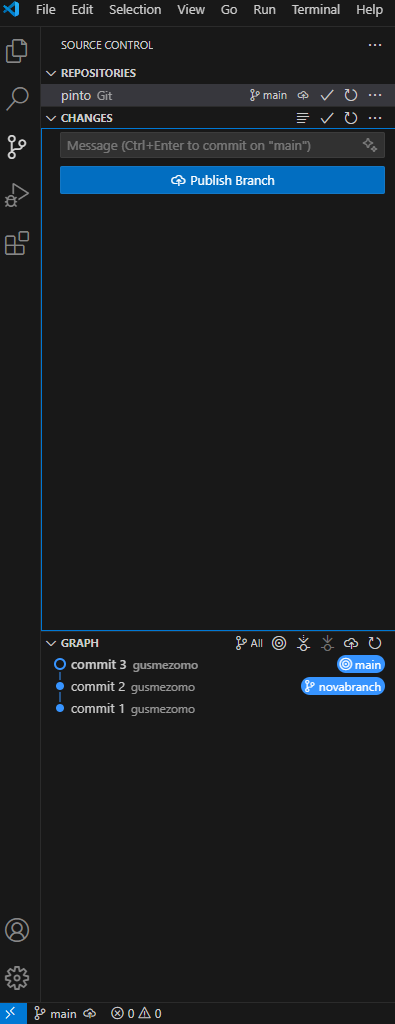 File Edit Selection View Go Run Terminal Help
SOURCE CONTROL
REPOSITORIES
pinto Git main
CHANGES
Message (Ctrl+Enter to commit on "main")
Publish Branch
GRAPH All
commit 3 gusmezomo main
commit 2 gusmezomo novabranch
commit 1 gusmezomo
main 0 0